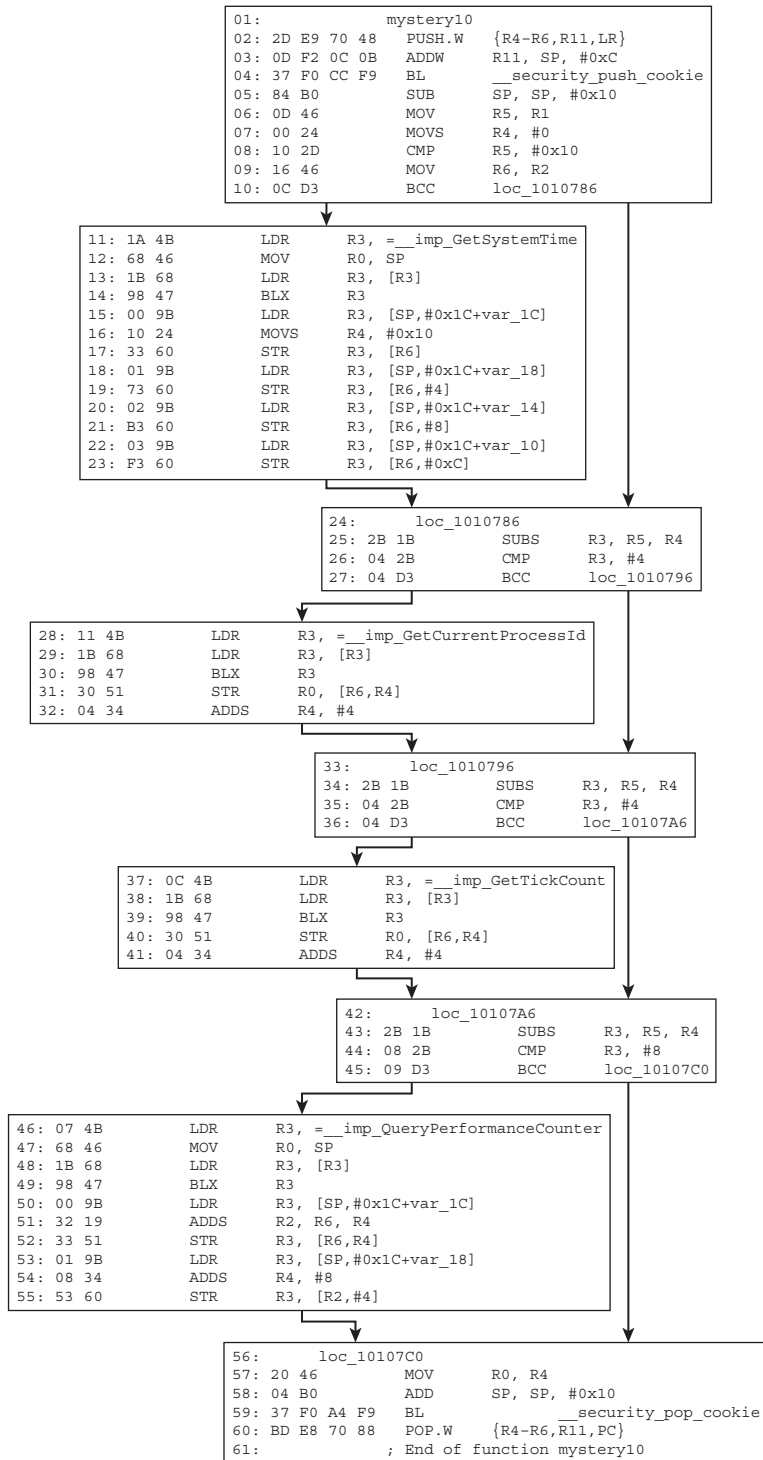 01: mystery10
02: 2D E9 70 48 PUSH.W {R4-R6,R11,LR}
03: 0D F2 0C 0B ADDW R11, SP, #0xC
04: 37 F0 CC F9 BL __security_push_cookie
05: 84 B0 SUB SP, SP, #0x10
06: 0D 46 MOV R5, R1
07: 00 24 MOVS R4, #0
08: 10 2D CMP R5, #0x10
09: 16 46 MOV R6, R2
10: 0C D3 BCC loc_1010786
11: 1A 4B LDR R3, =__imp_GetSystemTime
12: 68 46 MOV R0, SP
13: 1B 68 LDR R3, [R3]
14: 98 47 BLX R3
15: 00 9B LDR R3, [SP,#0x1C+var_1C]
16: 10 24 MOVS R4, #0x10
17: 33 60 STR R3, [R6]
18: 01 9B LDR R3, [SP,#0x1C+var_18]
19: 73 60 STR R3, [R6,#4]
20: 02 9B LDR R3, [SP,#0x1C+var_14]
21: B3 60 STR R3, [R6,#8]
22: 03 9B LDR R3, [SP,#0x1C+var_10]
23: F3 60 STR R3, [R6,#0xC]
24: loc_1010786
25: 2B 1B SUBS R3, R5, R4
26: 04 2B CMP R3, #4
27: 04 D3 BCC loc_1010796
28: 11 4B LDR R3, =__imp_GetCurrentProcessId
29: 1B 68 LDR R3, [R3]
30: 98 47 BLX R3
31: 30 51 STR R0, [R6,R4]
32: 04 34 ADDS R4, #4
33: loc_1010796
34: 2B 1B SUBS R3, R5, R4
35: 04 2B CMP R3, #4
36: 04 D3 BCC loc_10107A6
37: 0C 4B LDR R3, =__imp_GetTickCount
38: 1B 68 LDR R3, [R3]
39: 98 47 BLX R3
40: 30 51 STR R0, [R6,R4]
41: 04 34 ADDS R4, #4
42: loc_10107A6
43: 2B 1B SUBS R3, R5, R4
44: 08 2B CMP R3, #8
45: 09 D3 BCC loc_10107C0
46: 07 4B LDR R3, =__imp_QueryPerformanceCounter
47: 68 46 MOV R0, SP
48: 1B 68 LDR R3, [R3]
49: 98 47 BLX R3
50: 00 9B LDR R3, [SP,#0x1C+var_1C]
51: 32 19 ADDS R2, R6, R4
52: 33 51 STR R3, [R6,R4]
53: 01 9B LDR R3, [SP,#0x1C+var_18]
54: 08 34 ADDS R4, #8
55: 53 60 STR R3, [R2,#4]
56: loc_10107C0
57: 20 46 MOV R0, R4
58: 04 B0 ADD SP, SP, #0x10
59: 37 F0 A4 F9 BL __security_pop_cookie
60: BD E8 70 88 POP.W {R4-R6,R11,PC}
61: ; End of function mystery10